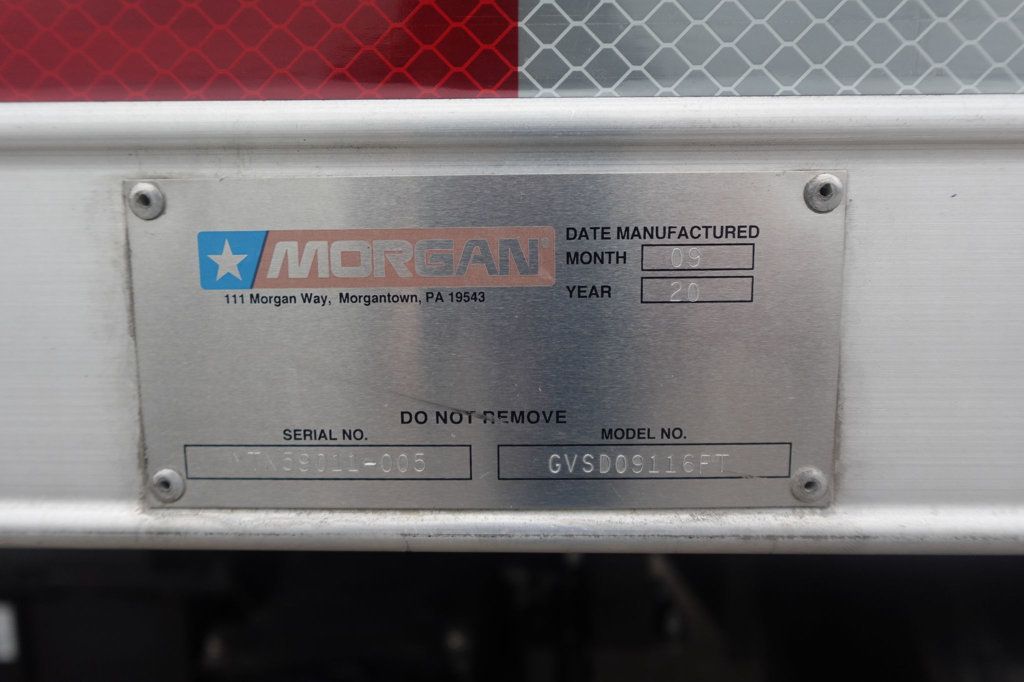 MORGAN®
111 Morgan Way, Morgantown, PA 19543
DATE MANUFACTURED
MONTH 09
YEAR 20
DO NOT REMOVE
SERIAL NO.
MODEL NO.
GVSD09116FT